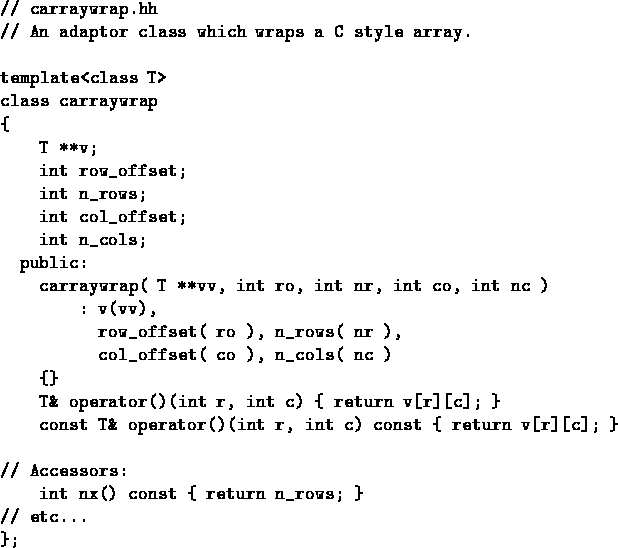 // carraywrap.hh
// An adaptor class which wraps a C style array.

template<class T>
class carraywrap
{
    T **v;
    int row_offset;
    int n_rows;
    int col_offset;
    int n_cols;
  public:
    carraywrap( T **vv, int ro, int nr, int co, int nc )
        : v(vv),
          row_offset( ro ), n_rows( nr ),
          col_offset( co ), n_cols( nc )
    {}
    T& operator()(int r, int c) { return v[r][c]; }
    const T& operator()(int r, int c) const { return v[r][c]; }

// Accessors:
    int nx() const { return n_rows; }
// etc...
};